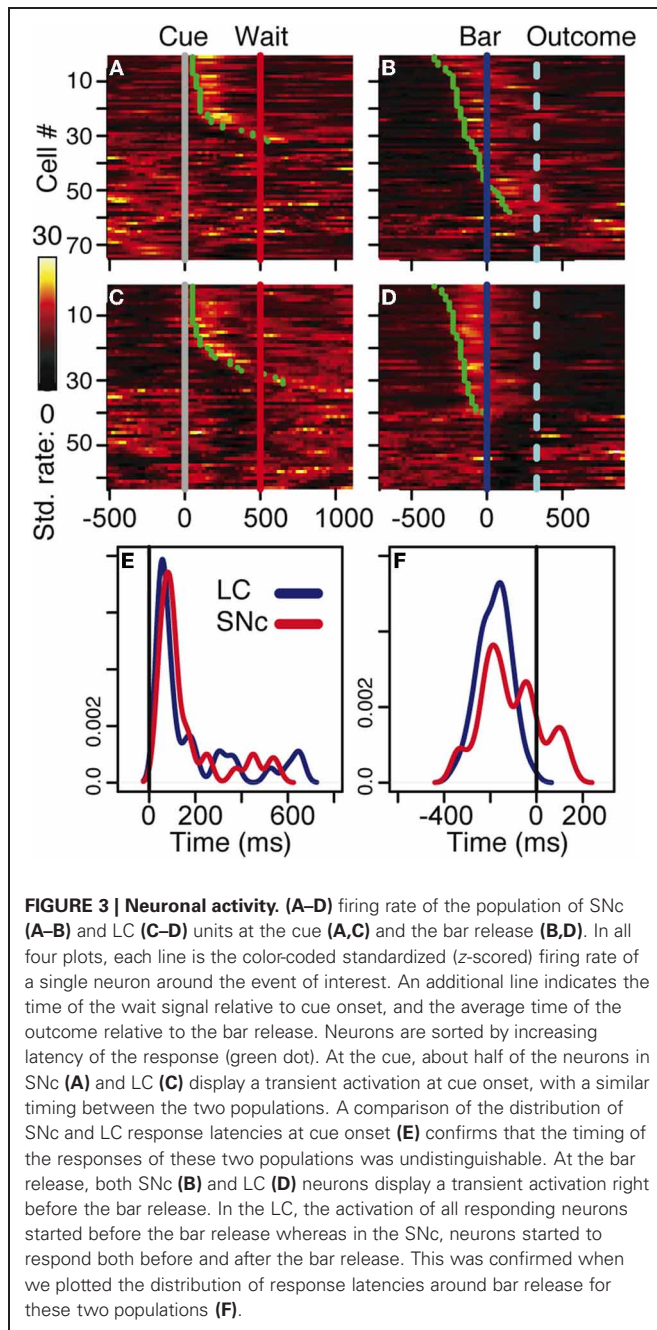 Cue Wait Bar Outcome
A B
10
30
50
70
Cell #
30
Std. rate: 0
C D
10
30
50
-500 0 500 1000 -500 0 500
E F
LC
SNc
0.002
0.0
0.002
0.0
0 200 600 -400 0 200
Time (ms) Time (ms)
FIGURE 3 | Neuronal activity. (A–D) firing rate of the population of SNc
(A–B) and LC (C–D) units at the cue (A,C) and the bar release (B,D). In all
four plots, each line is the color-coded standardized (z-scored) firing rate of
a single neuron around the event of interest. An additional line indicates the
time of the wait signal relative to cue onset, and the average time of the
outcome relative to the bar release. Neurons are sorted by increasing
latency of the response (green dot). At the cue, about half of the neurons in
SNc (A) and LC (C) display a transient activation at cue onset, with a similar
timing between the two populations. A comparison of the distribution of
SNc and LC response latencies at cue onset (E) confirms that the timing of
the responses of these two populations was undistinguishable. At the bar
release, both SNc (B) and LC (D) neurons display a transient activation right
before the bar release. In the LC, the activation of all responding neurons
started before the bar release whereas in the SNc, neurons started to
respond both before and after the bar release. This was confirmed when
we plotted the distribution of response latencies around bar release for
these two populations (F).